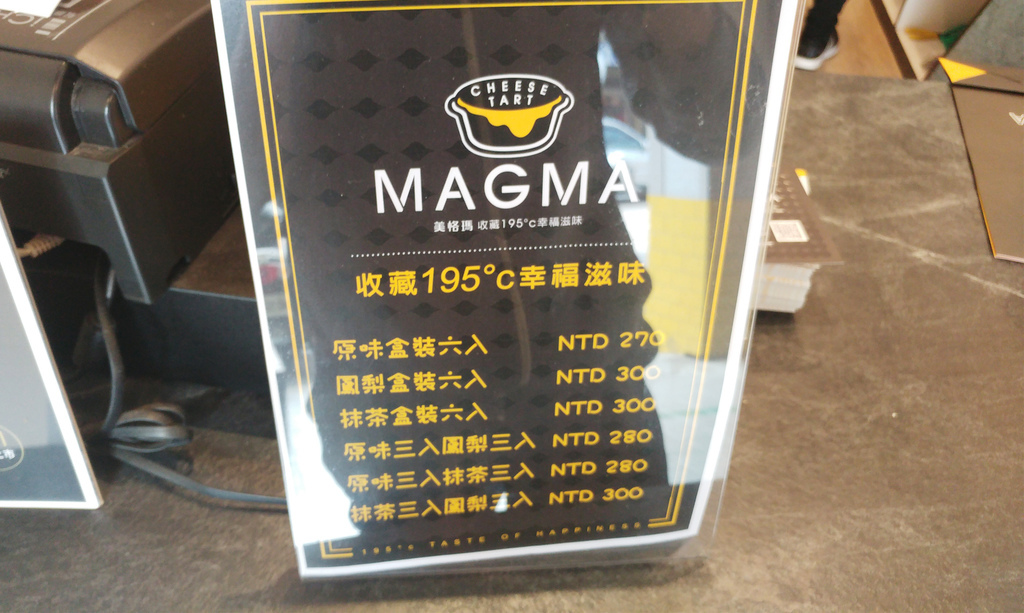 CHEESE
TART
MAGMA
美格瑪 收藏195°c幸福滋味
收藏195°c幸福滋味
原味盒裝六入 NTD 270
鳳梨盒裝六入 NTD 300
抹茶盒裝六入 NTD 300
原味三入鳳梨三入 NTD 280
原味三入抹茶三入 NTD 280
抹茶三入鳳梨三入 NTD 300
195°c TASTE OF HAPPINESS